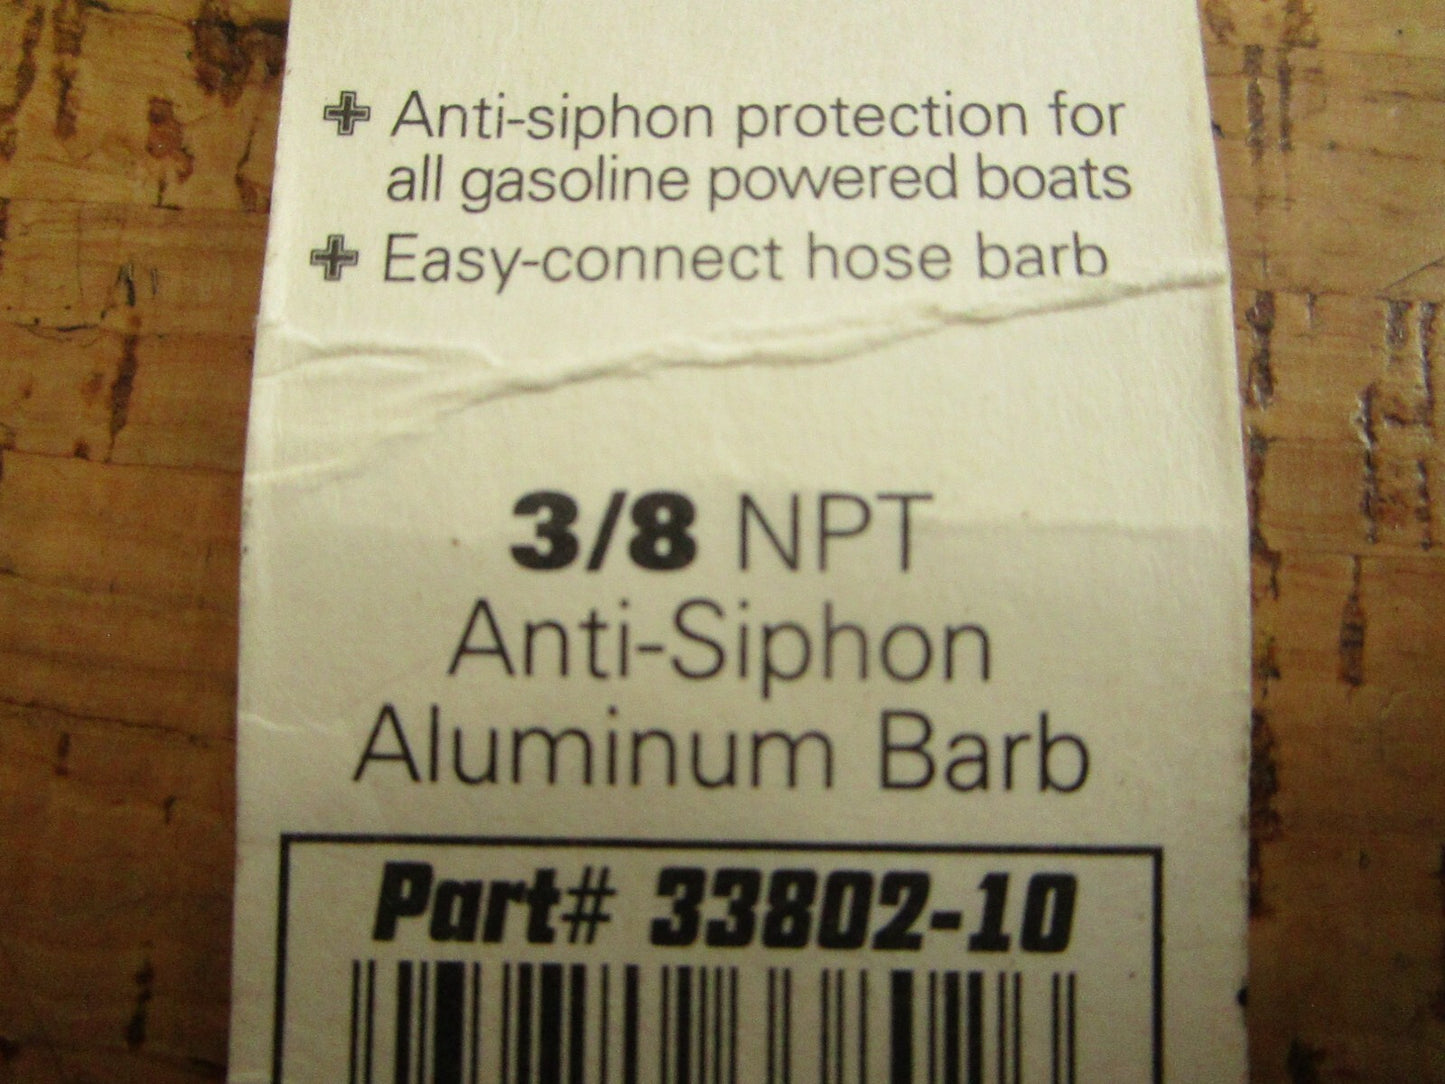 Anti-siphon protection for
all gasoline powered boats
Easy-connect hose barb
3/8 NPT
Anti-Siphon
Aluminum Barb
Part# 33802-10